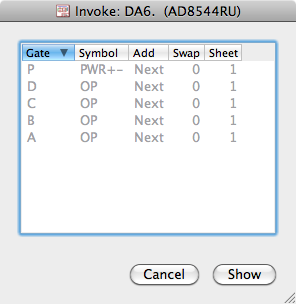 Invoke: DA6. (AD8544RU)
Gate Symbol Add Swap Sheet
P PWR+- Next 0 1
D OP Next 0 1
C OP Next 0 1
B OP Next 0 1
A OP Next 0 1
Cancel Show